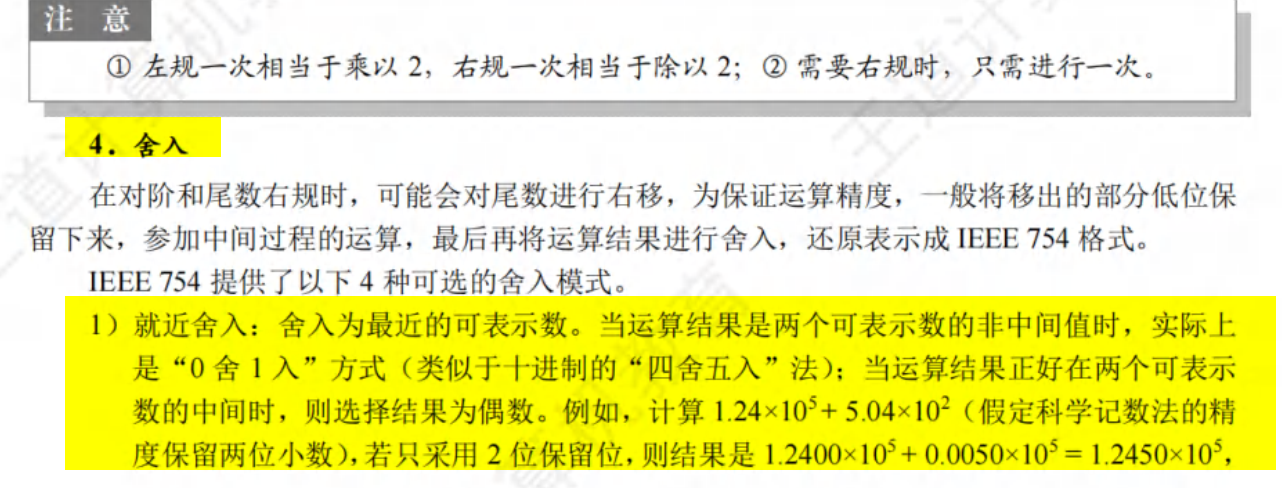 注 意
① 左规一次相当于乘以 2，右规一次相当于除以 2；② 需要右规时，只需进行一次。
4．舍入
在对阶和尾数右规时，可能会对尾数进行右移，为保证运算精度，一般将移出的部分低位保
留下来，参加中间过程的运算，最后再将运算结果进行舍入，还原表示成 IEEE 754 格式。
IEEE 754 提供了以下 4 种可选的舍入模式。
1）就近舍入：舍入为最近的可表示数。当运算结果是两个可表示数的非中间值时，实际上
是“0 舍 1 入”方式（类似于十进制的“四舍五入”法）；当运算结果正好在两个可表示
数的中间时，则选择结果为偶数。例如，计算 1.24×10⁵+ 5.04×10²（假定科学记数法的精
度保留两位小数），若只采用 2 位保留位，则结果是 1.2400×10⁵+ 0.0050×10⁵ = 1.2450×10⁵，